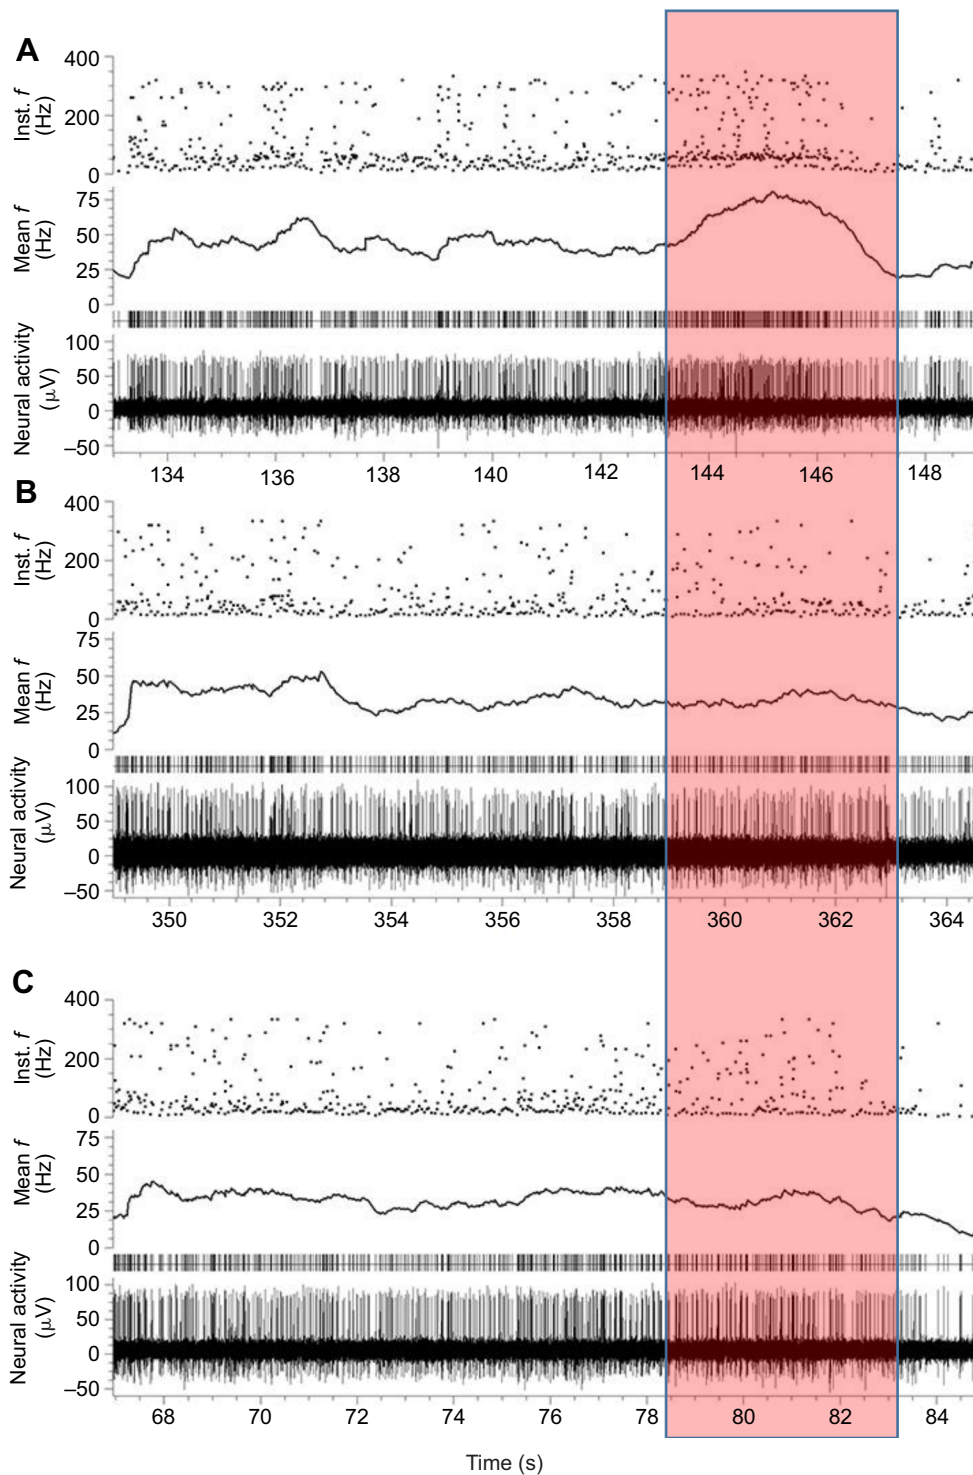 A
400
200
0
Inst. f
(Hz)
75
50
25
0
Mean f
(Hz)
100
50
0
–50
Neural activity
(μV)
134 136 138 140 142 144 146 148
B
400
200
0
Inst. f
(Hz)
75
50
25
0
Mean f
(Hz)
100
50
0
–50
Neural activity
(μV)
350 352 354 356 358 360 362 364
C
400
200
0
Inst. f
(Hz)
75
50
25
0
Mean f
(Hz)
100
50
0
–50
Neural activity
(μV)
68 70 72 74 76 78 80 82 84
Time (s)